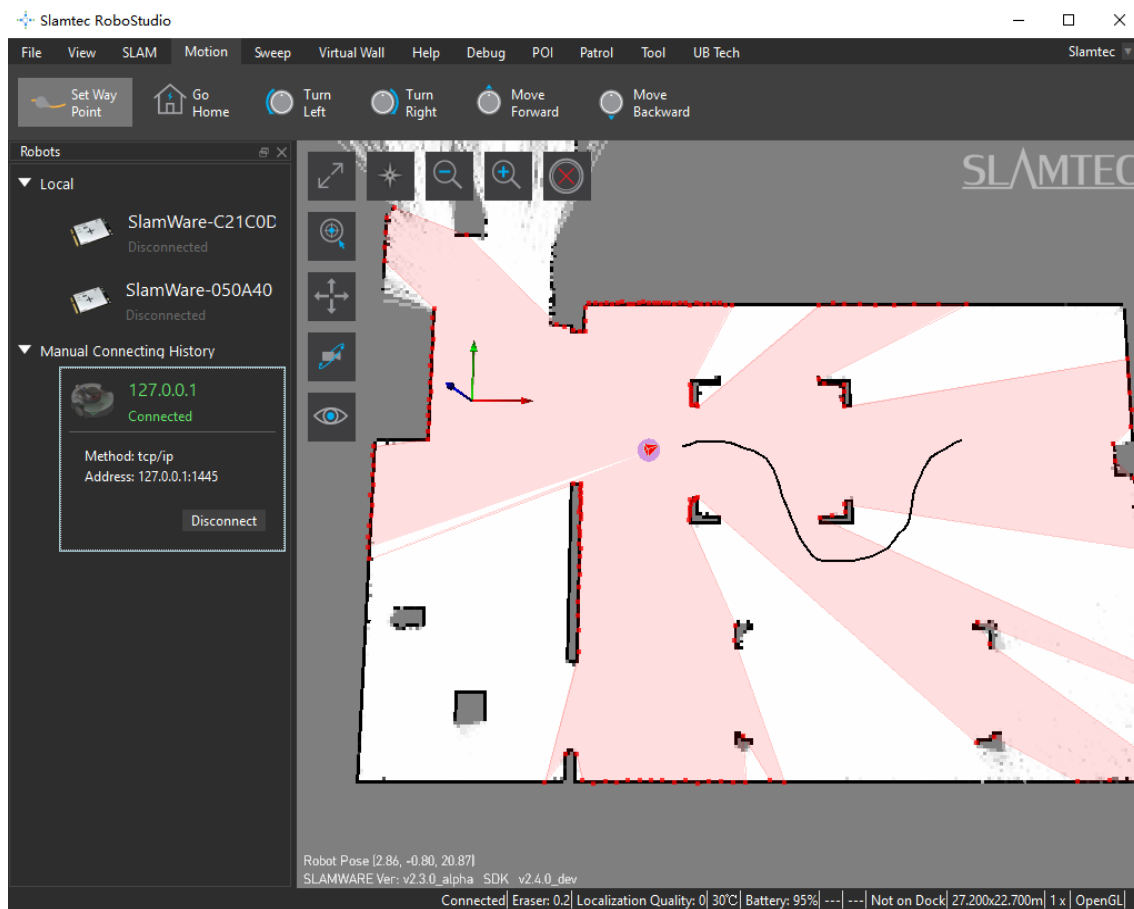 Slamtec RoboStudio
File View SLAM Motion Sweep Virtual Wall Help Debug POI Patrol Tool UB Tech Slamtec
Set Way Point
Go Home
Turn Left
Turn Right
Move Forward
Move Backward
Robots
SLAMTEC
Local
SlamWare-C21C0D
Disconnected
SlamWare-050A40
Disconnected
Manual Connecting History
127.0.0.1
Connected
Method: tcp/ip
Address: 127.0.0.1:1445
Disconnect
Robot Pose (2.86, -0.80, 20.87)
SLAMWARE Ver: v2.3.0_alpha SDK v2.4.0_dev
Connected| Eraser: 0.2| Localization Quality: 0| 30℃| Battery: 95%| ---| ---| Not on Dock| 27.200x22.700m| 1 x| OpenGL|